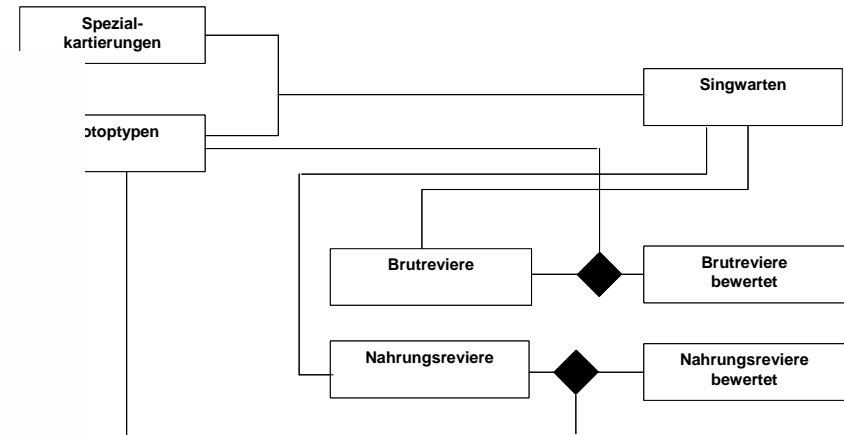 Spezial-
kartierungen
Singwarten
otoptypen
Brutreviere
Brutreviere
bewertet
Nahrungsreviere
Nahrungsreviere
bewertet